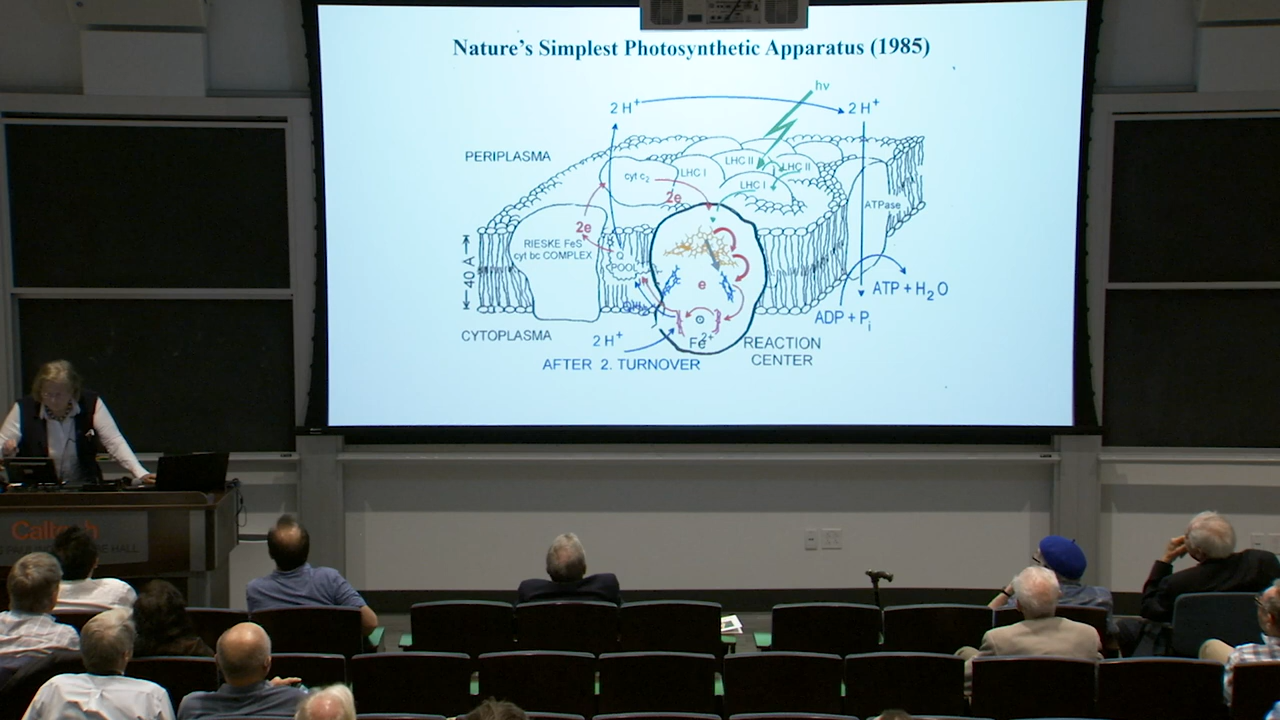 Nature's Simplest Photosynthetic Apparatus (1985)
hν
2 H⁺
2 H⁺
PERIPLASMA
LHC II
LHC II
LHC I
LHC I
cyt c₂
2e
ATPase
2e
RIESKE FeS
cyt bc COMPLEX
Q
POOL
40 A
e
ATP + H₂O
ADP + Pᵢ
CYTOPLASMA
2 H⁺
Fe²⁺
REACTION
CENTER
AFTER 2. TURNOVER
Caltech
HALL